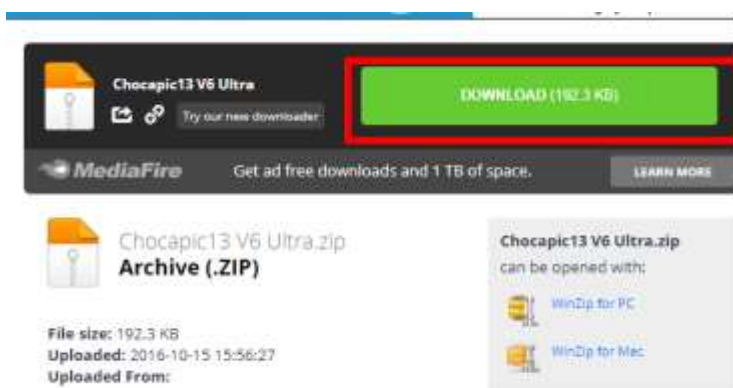 Chocapic13 V6 Ultra
DOWNLOAD (192.3 KB)
Try our new downloader
MediaFire
Get ad free downloads and 1 TB of space.
LEARN MORE
Chocapic13 V6 Ultra.zip
Archive (.ZIP)
Chocapic13 V6 Ultra.zip
can be opened with:
WinZip for PC
WinZip for Mac
File size: 192.3 KB
Uploaded: 2016-10-15 15:56:27
Uploaded From: